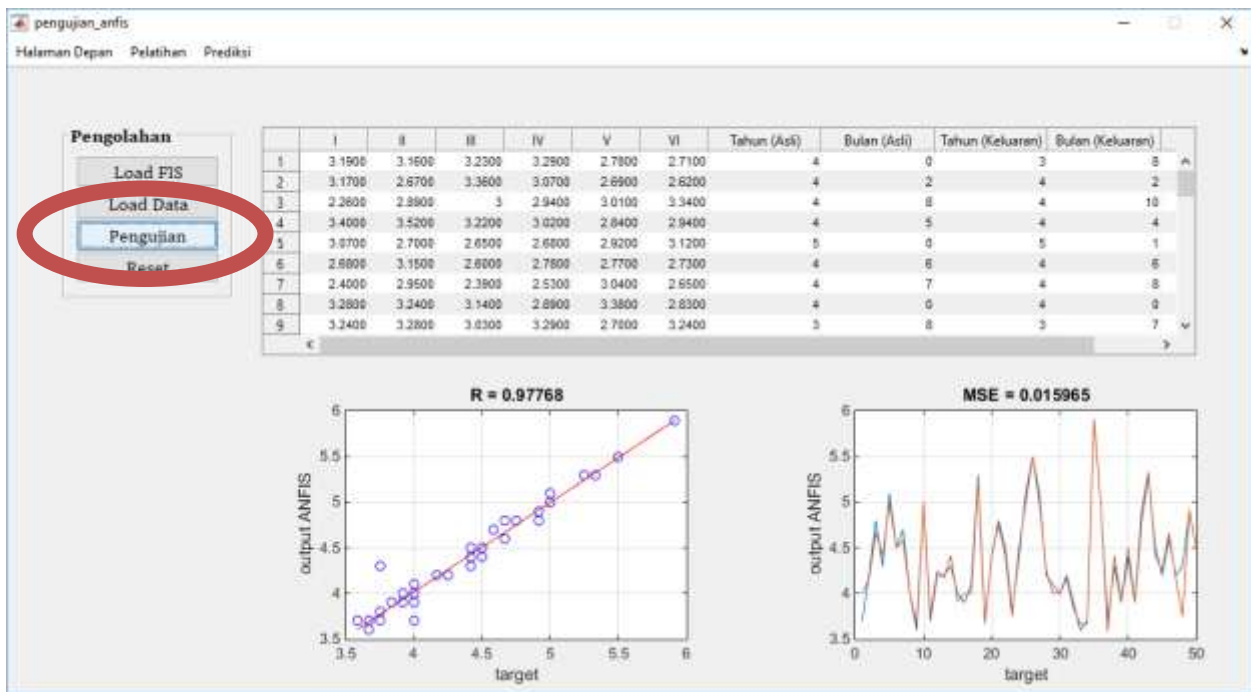 pengujian_anfis
Halaman Depan Pelatihan Prediksi
Pengolahan
Load FIS
Load Data
Pengujian
Reset
I II III IV V VI Tahun (Asli) Bulan (Asli) Tahun (Keluaran) Bulan (Keluaran)
1 3.1900 3.1600 3.2300 3.2900 2.7800 2.7100 4 0 3 8
2 3.1700 2.6700 3.3600 3.0700 2.6900 2.6200 4 2 4 2
3 2.2600 2.8900 3 2.9400 3.0100 3.3400 4 8 4 10
4 3.4000 3.5200 3.2200 3.0200 2.8400 2.9400 4 5 4 4
5 3.0700 2.7000 2.6500 2.6800 2.9200 3.1200 5 0 5 1
6 2.6800 3.1500 2.6000 2.7800 2.7700 2.7300 4 6 4 6
7 2.4000 2.9500 2.3900 2.5300 3.0400 2.6500 4 7 4 8
8 3.2800 3.2400 3.1400 2.8900 3.3800 2.8300 4 0 4 0
9 3.2400 3.2800 3.0300 3.2900 2.7000 3.2400 3 8 3 7
R = 0.97768
6
5.5
5
4.5
4
3.5
output ANFIS
3.5 4 4.5 5 5.5 6
target
MSE = 0.015965
6
5.5
5
4.5
4
3.5
output ANFIS
0 10 20 30 40 50
target